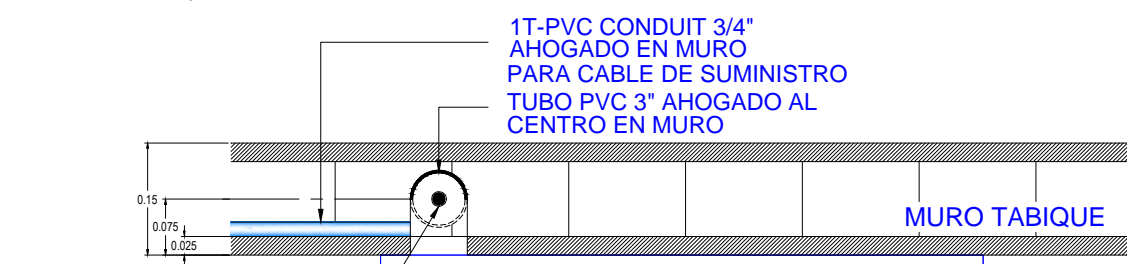 1T-PVC CONDUIT 3/4"
AHOGADO EN MURO
PARA CABLE DE SUMINISTRO
TUBO PVC 3" AHOGADO AL
CENTRO EN MURO
0.15
0.075
0.025
MURO TABIQUE